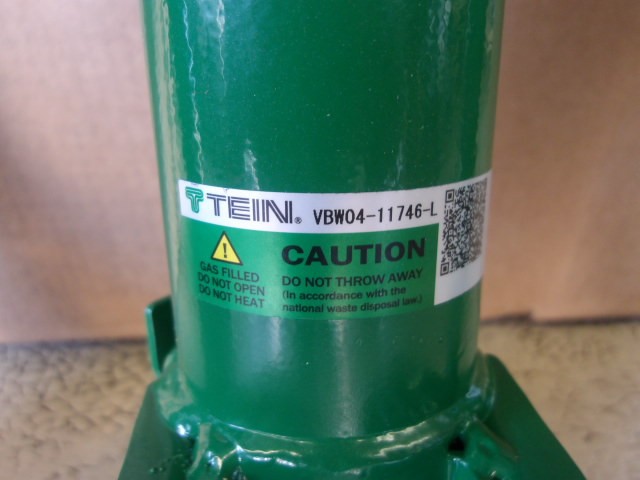 TEIN® VBW04-11746-L
CAUTION
GAS FILLED
DO NOT OPEN
DO NOT HEAT
DO NOT THROW AWAY
(In accordance with the
national waste disposal law.)